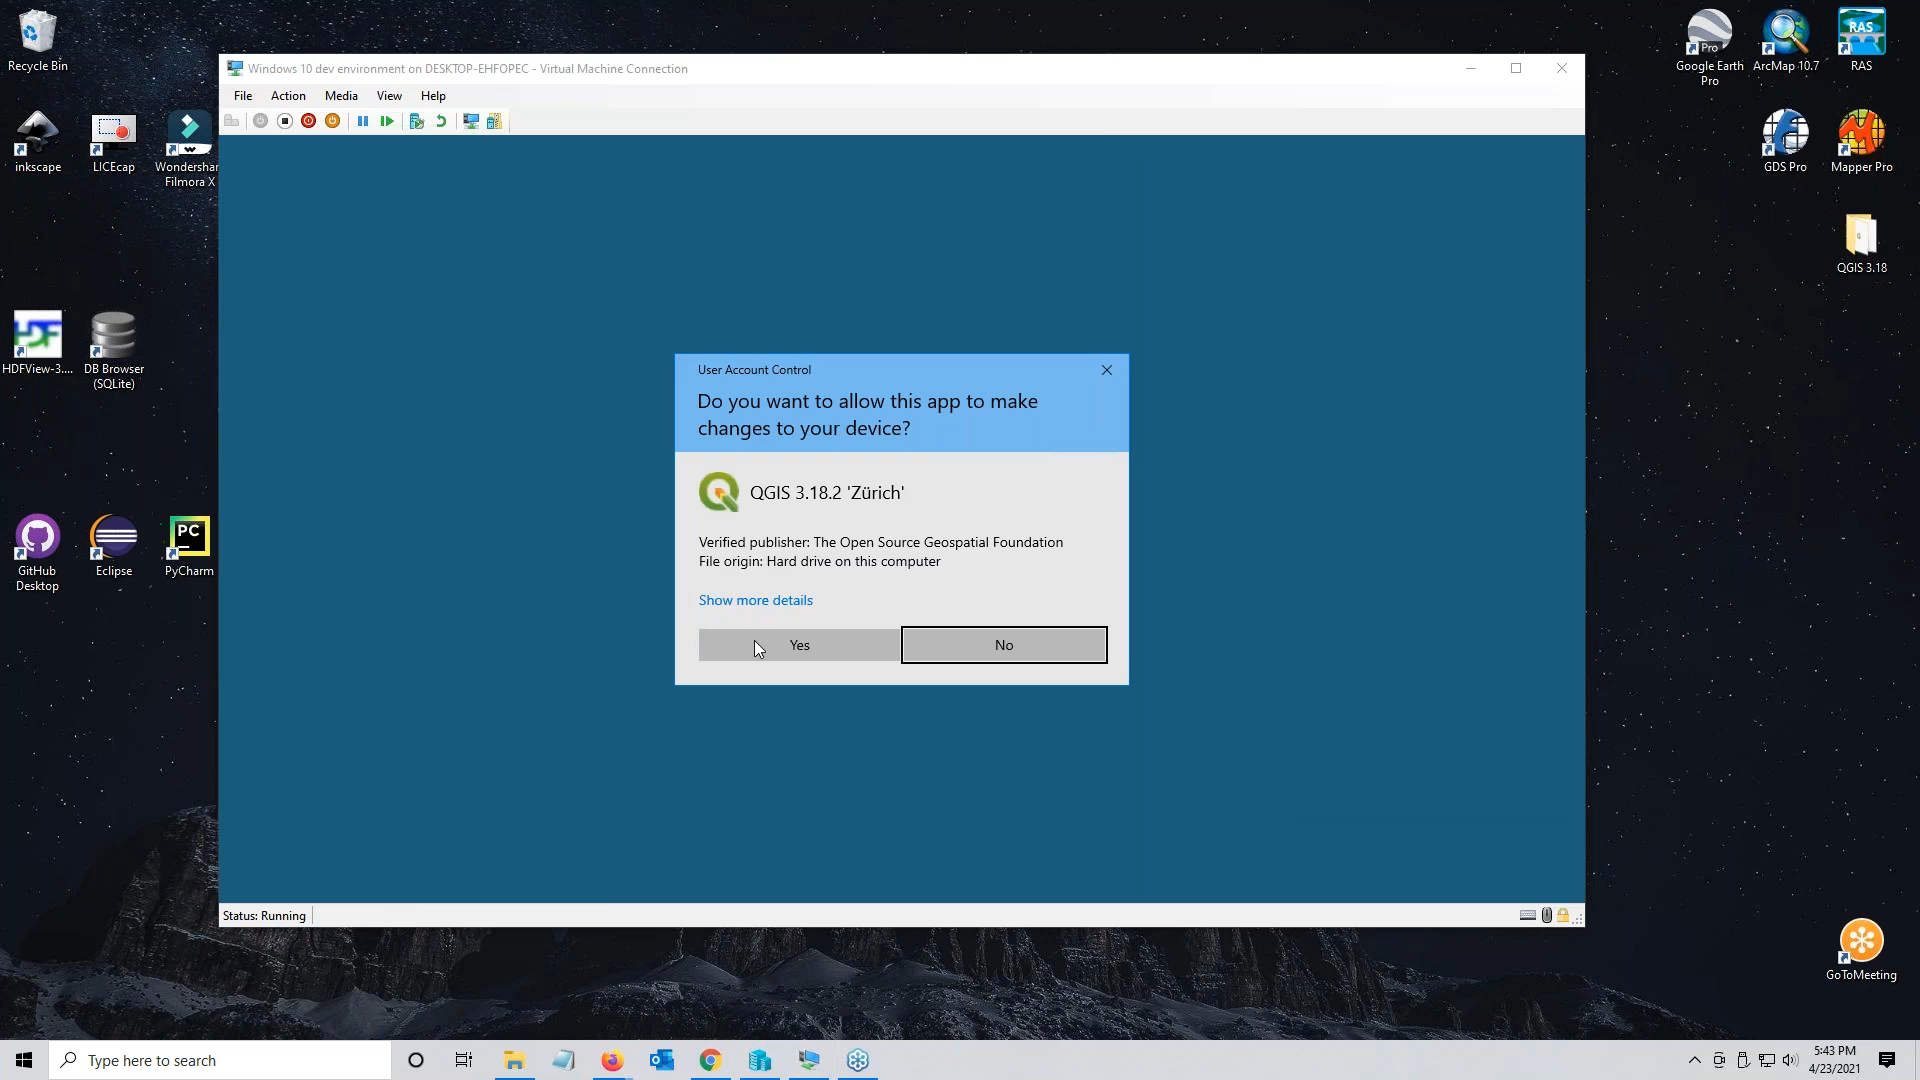 Recycle Bin
inkscape
LICEcap
Wondershar
Filmora X
HDFView-3....
DB Browser
(SQLite)
GitHub
Desktop
Eclipse
PC
PyCharm
Windows 10 dev environment on DESKTOP-EHFOPEC - Virtual Machine Connection
File
Action
Media
View
Help
User Account Control
Do you want to allow this app to make
changes to your device?
QGIS 3.18.2 'Zürich'
Verified publisher: The Open Source Geospatial Foundation
File origin: Hard drive on this computer
Show more details
Yes
No
Status: Running
Pro
Google Earth
Pro
ArcMap 10.7
RAS
RAS
GDS Pro
Mapper Pro
QGIS 3.18
GoToMeeting
Type here to search
5:43 PM
4/23/2021